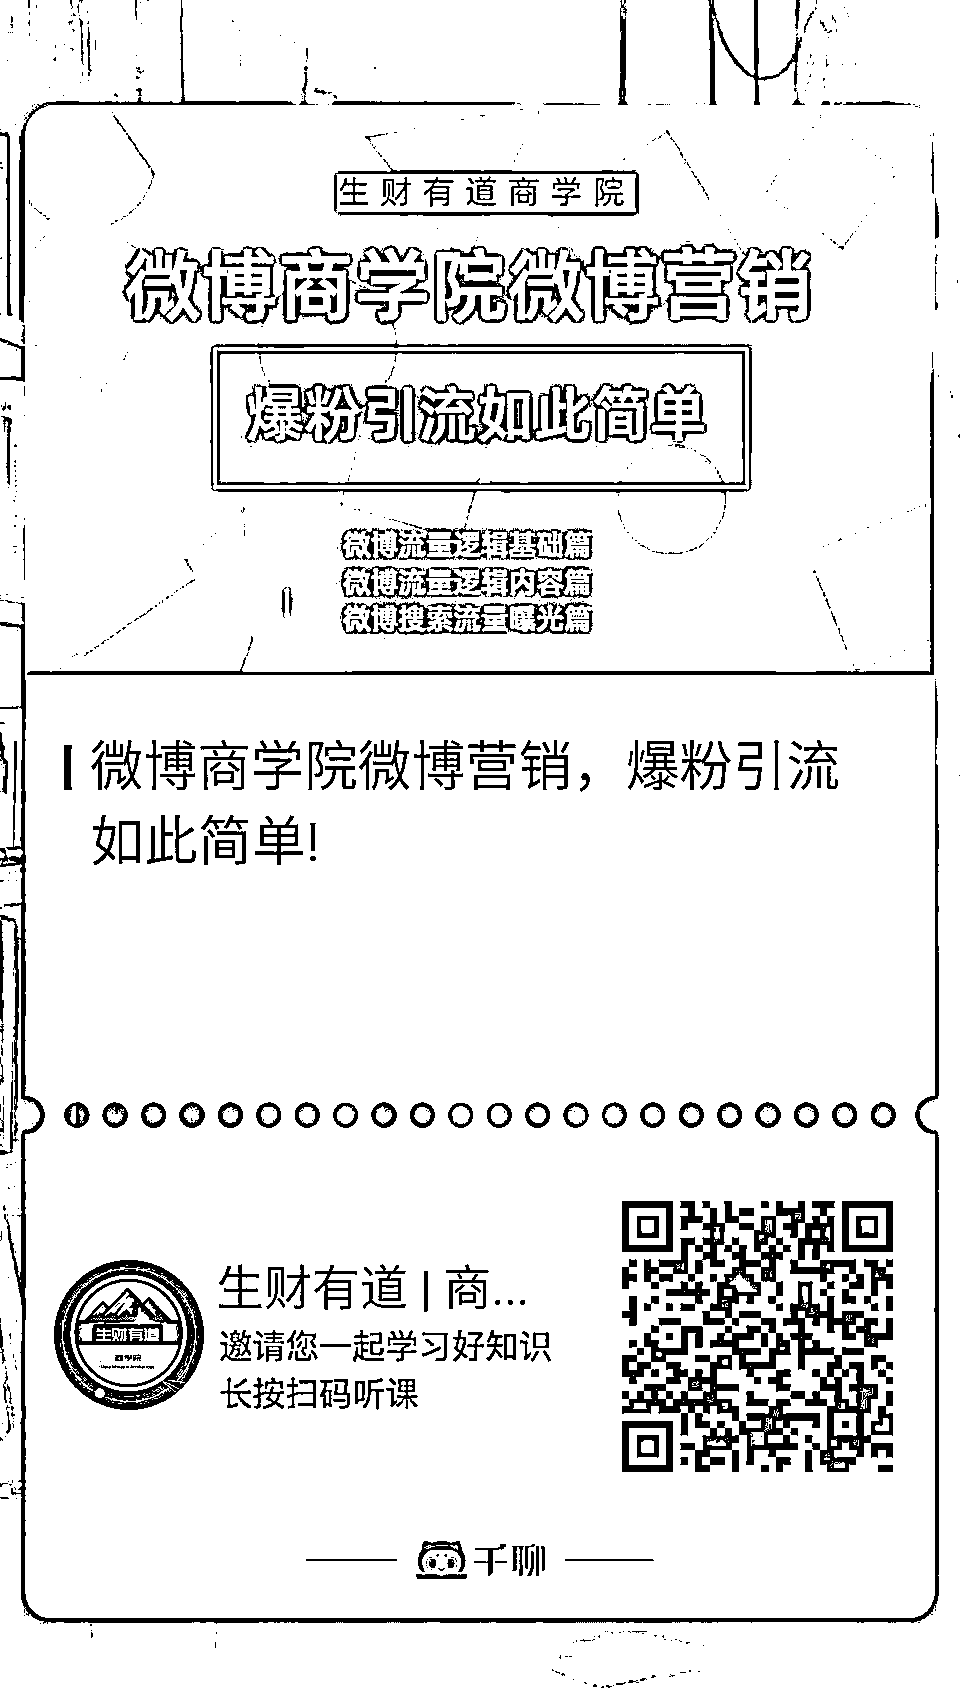 生财有道商学院
微博商学院微博营销
爆粉引流如此简单
微博流量逻辑基础篇
微博流量逻辑内容篇
微博搜索流量曝光篇
微博商学院微博营销，爆粉引流
如此简单!
生财有道
商学院
生财有道 | 商...
邀请您一起学习好知识
长按扫码听课
千聊